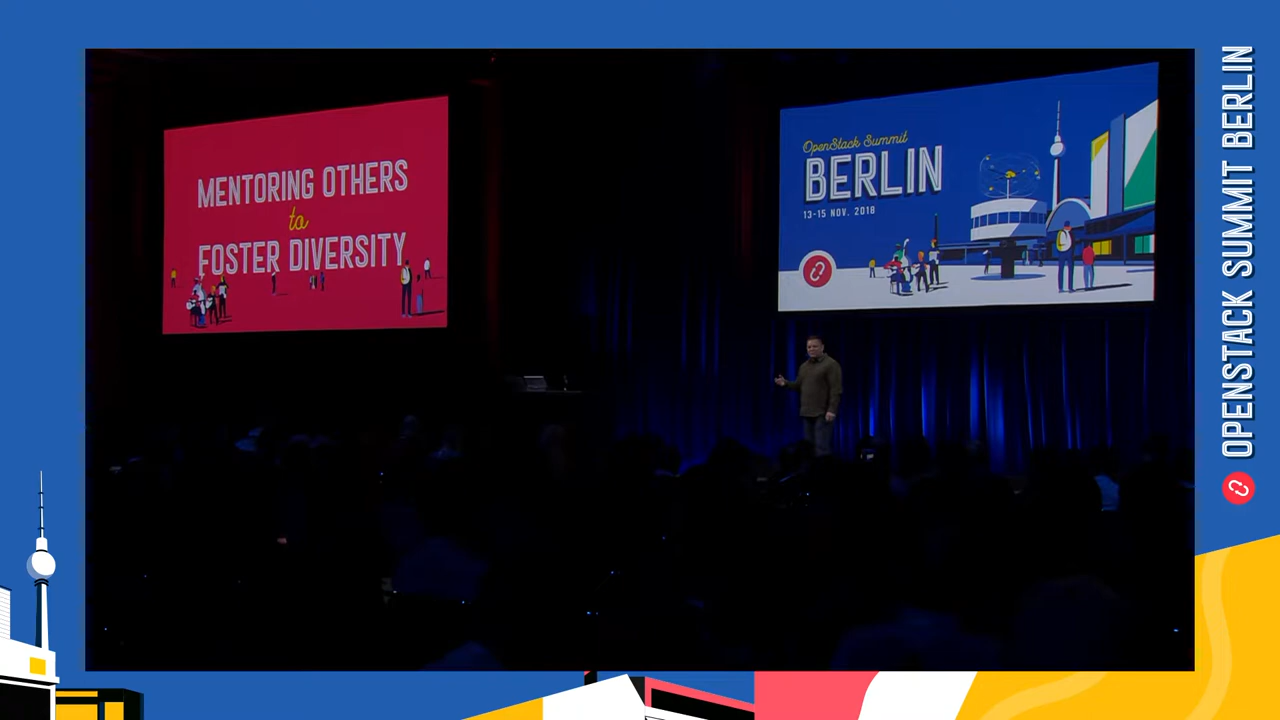 MENTORING OTHERS
to
FOSTER DIVERSITY
OpenStack Summit
BERLIN
13-15 NOV. 2018
OPENSTACK SUMMIT BERLIN